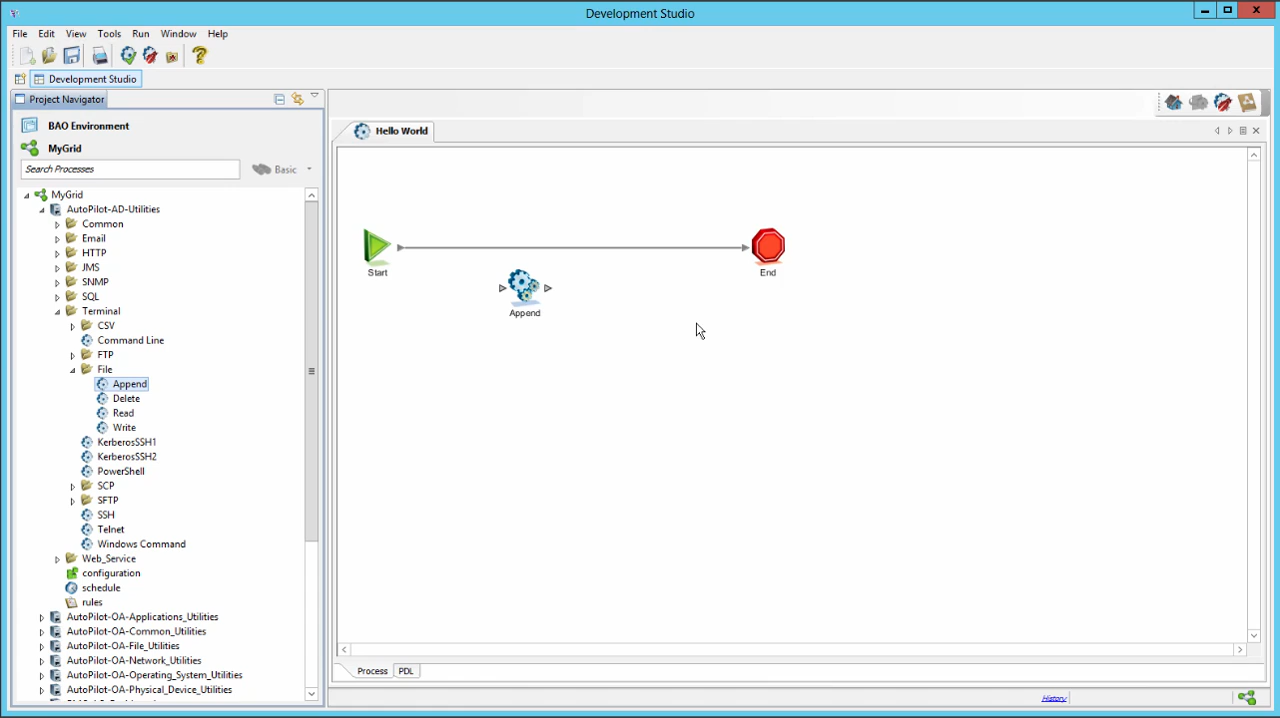 Development Studio
File Edit View Tools Run Window Help
Development Studio
Project Navigator
BAO Environment
MyGrid
Search Processes
Basic
MyGrid
AutoPilot-AD-Utilities
Common
Email
HTTP
JMS
SNMP
SQL
Terminal
CSV
Command Line
FTP
File
Append
Delete
Read
Write
KerberosSSH1
KerberosSSH2
PowerShell
SCP
SFTP
SSH
Telnet
Windows Command
Web_Service
configuration
schedule
rules
AutoPilot-OA-Applications_Utilities
AutoPilot-OA-Common_Utilities
AutoPilot-OA-File_Utilities
AutoPilot-OA-Network_Utilities
AutoPilot-OA-Operating_System_Utilities
AutoPilot-OA-Physical_Device_Utilities
Hello World
Start
End
Append
Process PDL
History